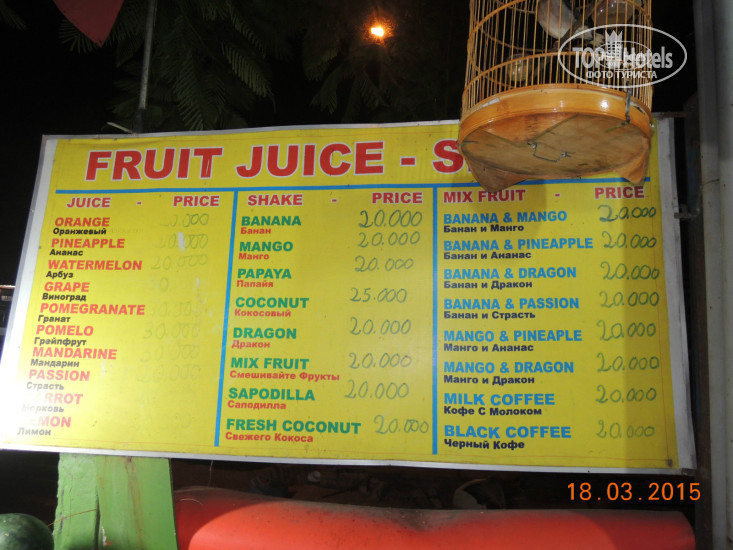 TOP Hotels
ФОТО ТУРИСТА
FRUIT JUICE - S
JUICE - PRICE
ORANGE
Оранжевый
PINEAPPLE
Ананас
WATERMELON
Арбуз
GRAPE
Виноград
POMEGRANATE
Гранат
POMELO 30.000
Грэйпфрут
MANDARINE
Мандарин
PASSION
Страсть
CARROT
Морковь
LEMON
Лимон
SHAKE - PRICE
BANANA 20.000
Банан
MANGO 20.000
Манго
PAPAYA 20.000
Папайя
COCONUT 25.000
Кокосовый
DRAGON 20.000
Дракон
MIX FRUIT 20.000
Смешивайте Фрукты
SAPODILLA 20.000
Саподилла
FRESH COCONUT 20.000
Свежего Кокоса
MIX FRUIT - PRICE
BANANA & MANGO 20.000
Банан и Манго
BANANA & PINEAPPLE 20.000
Банан и Ананас
BANANA & DRAGON 20.000
Банан и Дракон
BANANA & PASSION 20.000
Банан и Страсть
MANGO & PINEAPLE 20.000
Манго и Ананас
MANGO & DRAGON 20.000
Манго и Дракон
MILK COFFEE 20.000
Кофе С Молоком
BLACK COFFEE 20.000
Черный Кофе
18.03.2015